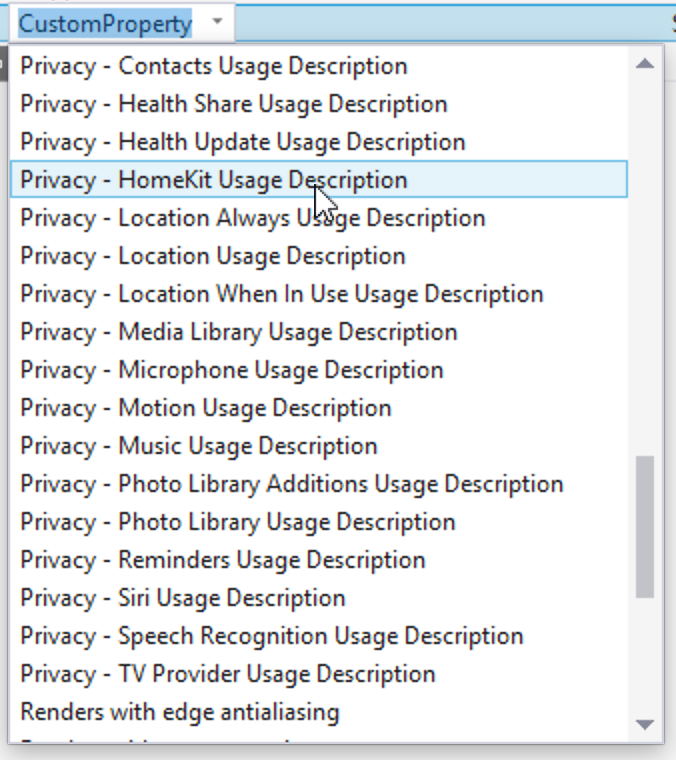 CustomProperty
Privacy - Contacts Usage Description
Privacy - Health Share Usage Description
Privacy - Health Update Usage Description
Privacy - HomeKit Usage Description
Privacy - Location Always Usage Description
Privacy - Location Usage Description
Privacy - Location When In Use Usage Description
Privacy - Media Library Usage Description
Privacy - Microphone Usage Description
Privacy - Motion Usage Description
Privacy - Music Usage Description
Privacy - Photo Library Additions Usage Description
Privacy - Photo Library Usage Description
Privacy - Reminders Usage Description
Privacy - Siri Usage Description
Privacy - Speech Recognition Usage Description
Privacy - TV Provider Usage Description
Renders with edge antialiasing